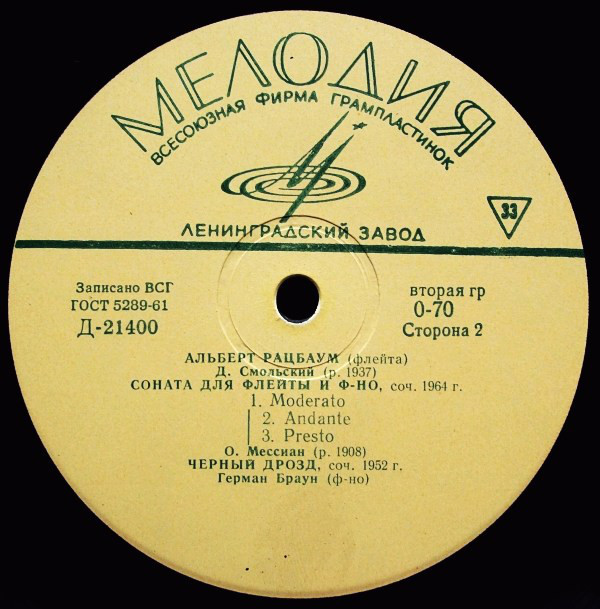 МЕЛОДИЯ
ВСЕСОЮЗНАЯ ФИРМА ГРАМПЛАСТИНОК
33
ЛЕНИНГРАДСКИЙ ЗАВОД
Записано ВСГ
ГОСТ 5289-61
Д-21400
вторая гр
0-70
Сторона 2
АЛЬБЕРТ РАЦБАУМ (флейта)
Д. Смольский (р. 1937)
СОНАТА ДЛЯ ФЛЕЙТЫ И Ф-НО, соч. 1964 г.
1. Moderato
2. Andante
3. Presto
О. Мессиан (р. 1908)
ЧЕРНЫЙ ДРОЗД, соч. 1952 г.
Герман Браун (ф-но)